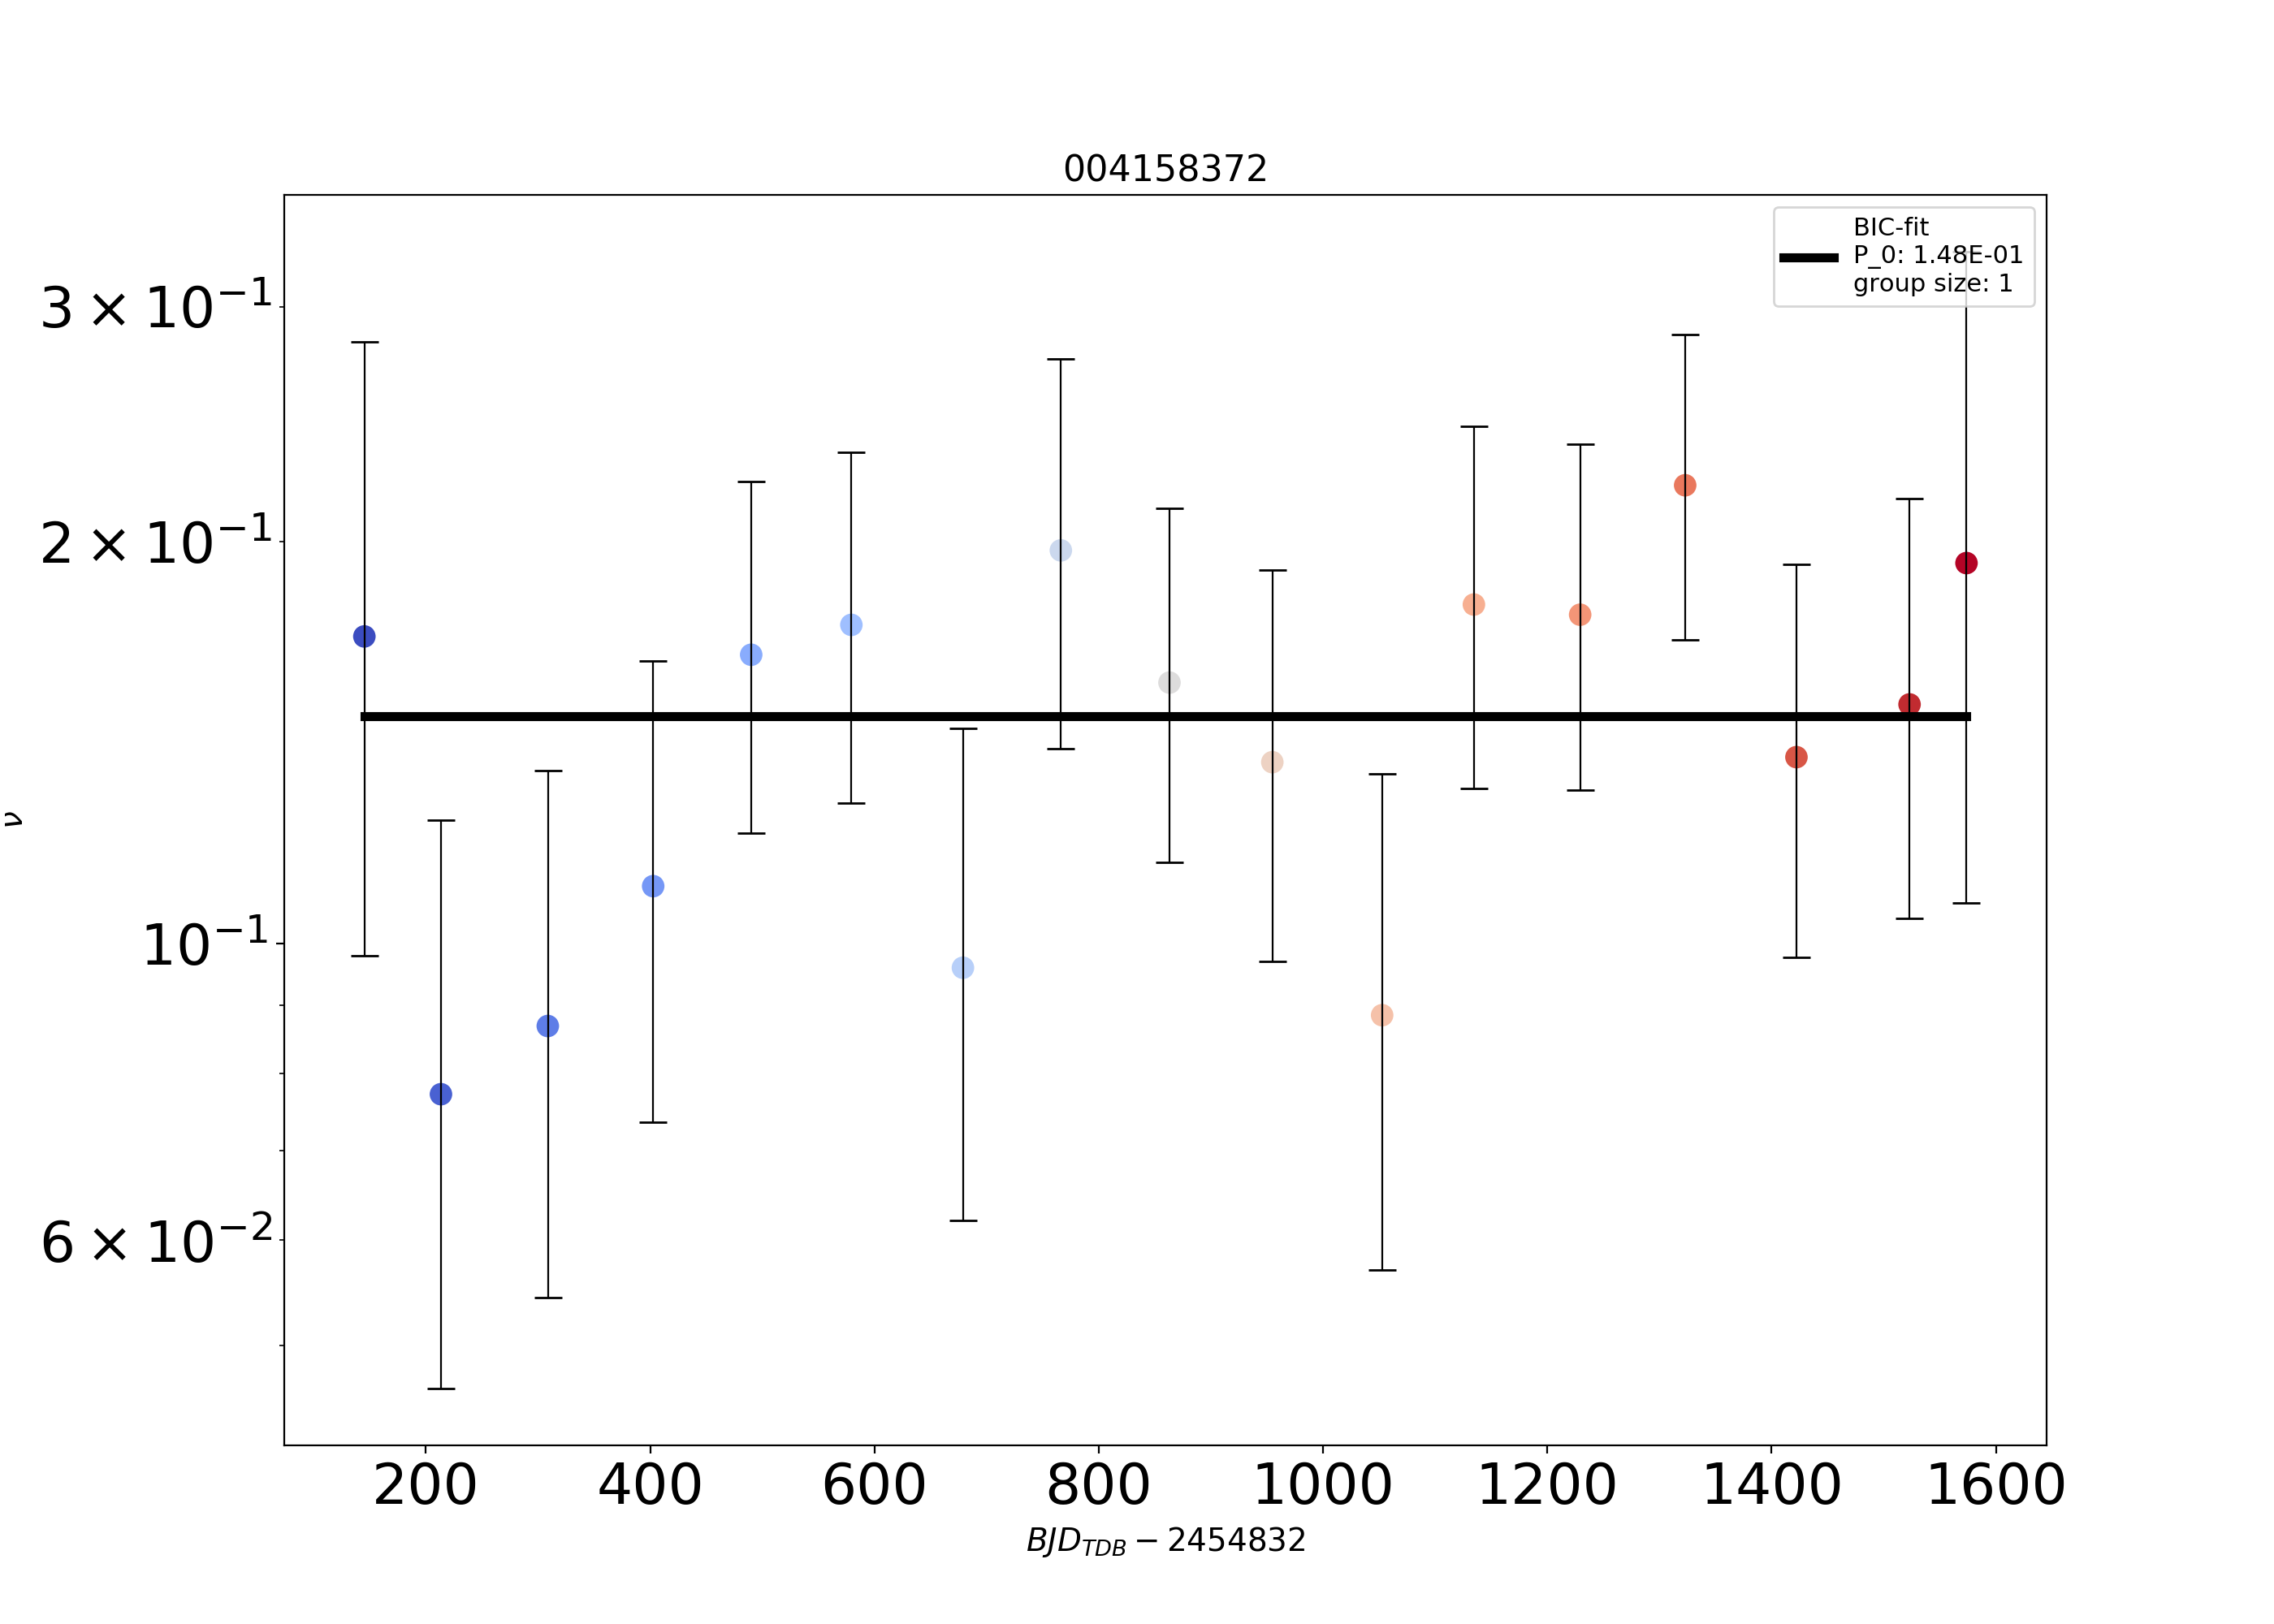 004158372
BIC-fit
P_0: 1.48E-01
group size: 1
3 × 10⁻¹
2 × 10⁻¹
10⁻¹
6 × 10⁻²
ν
200 400 600 800 1000 1200 1400 1600
BJD_TDB − 2454832